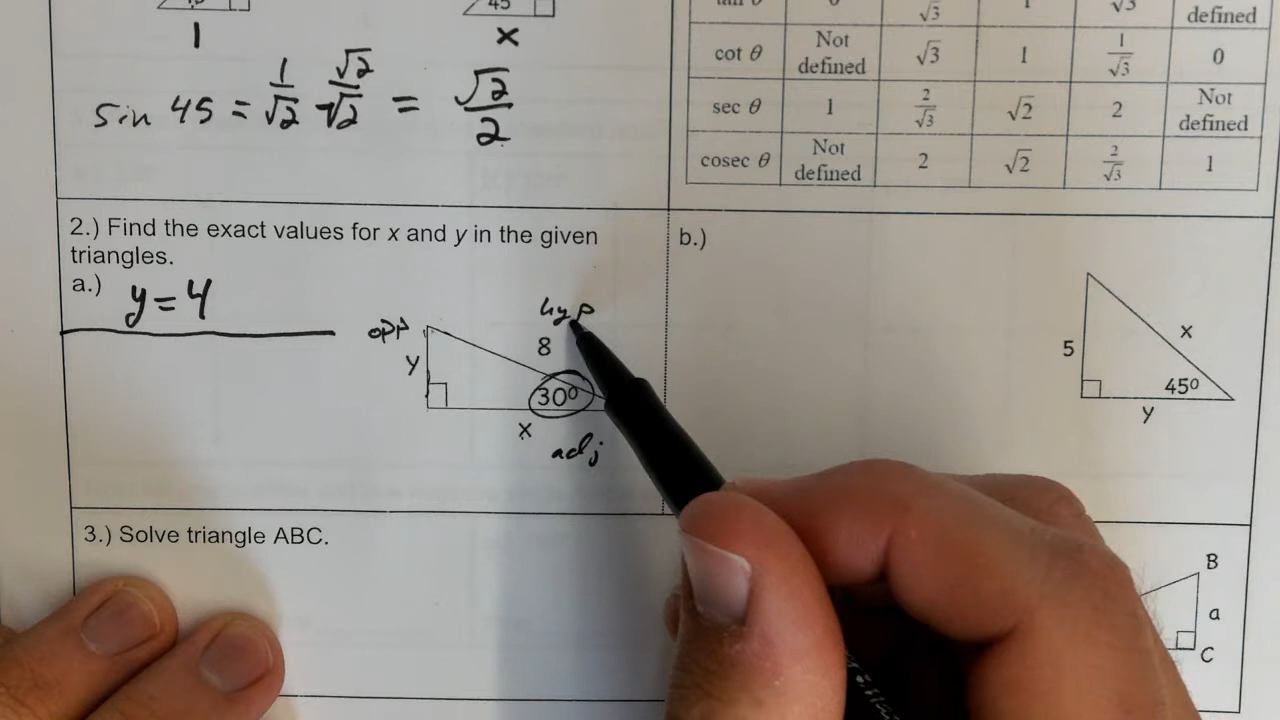 45
1
x
sin 45 = 1/√2 √2/√2 = √2/2
√3 1 √3 defined
cot θ Not defined √3 1 1/√3 0
sec θ 1 2/√3 √2 2 Not defined
cosec θ Not defined 2 √2 2/√3 1
2.) Find the exact values for x and y in the given
triangles.
a.) y = 4
opp
hyp
8
y
30°
x
adj
b.)
5
x
45°
y
3.) Solve triangle ABC.
B
a
C